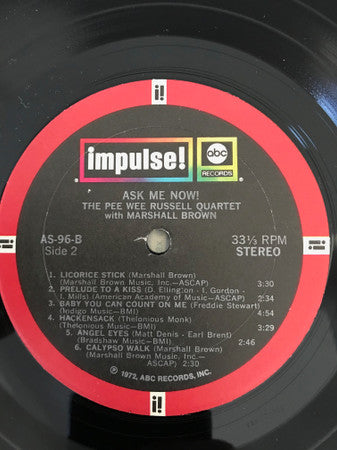 i!
impulse!
abc
RECORDS
ASK ME NOW!
THE PEE WEE RUSSELL QUARTET
with MARSHALL BROWN
AS-96-B
Side 2
33⅓ RPM
STEREO
1. LICORICE STICK (Marshall Brown)
(Marshall Brown Music, Inc.—ASCAP) 3:30
2. PRELUDE TO A KISS (D. Ellington - I. Gordon -
I. Mills) (American Academy of Music—ASCAP) 2:34
3. BABY YOU CAN COUNT ON ME (Freddie Stewart)
(Indigo Music—BMI) 4:54
4. HACKENSACK (Thelonious Monk)
(Thelonious Music—BMI) 3:29
5. ANGEL EYES (Matt Denis - Earl Brent)
(Bradshaw Music—BMI) 2:46
6. CALYPSO WALK (Marshall Brown)
(Marshall Brown Music, Inc.—
ASCAP) 3:34
℗ 1972, ABC RECORDS, INC.
i!
i!
i!